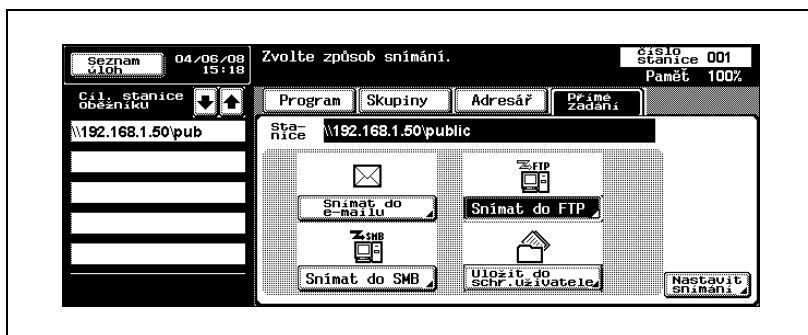 Seznam
úloh
04/06/08
15:18
Zvolte způsob snímání.
číslo
stanice 001
Paměť 100%
Cíl. stanice
oběžníku
Program
Skupiny
Adresář
Přímé
zadání
\\192.168.1.50\pub
Sta-
nice
\\192.168.1.50\public
Snímat do
e-mailu
Snímat do FTP
FTP
SMB
Snímat do SMB
Uložit do
schr.uživatele
Nastavit
snímání